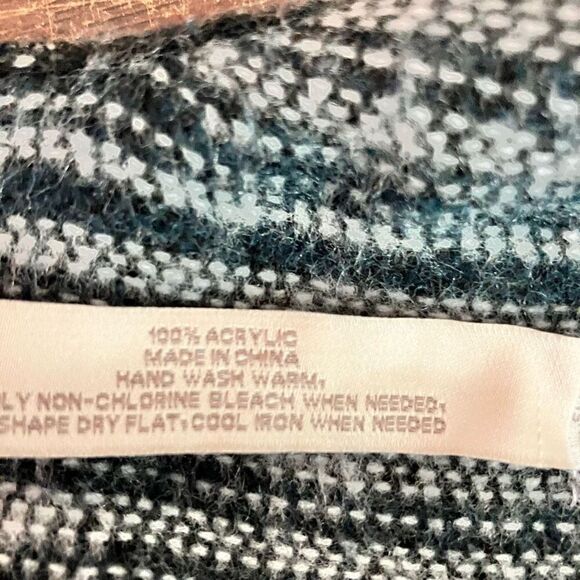 100% ACRYLIC
MADE IN CHINA
HAND WASH WARM,
LY NON-CHLORINE BLEACH WHEN NEEDED,
SHAPE DRY FLAT,COOL IRON WHEN NEEDED